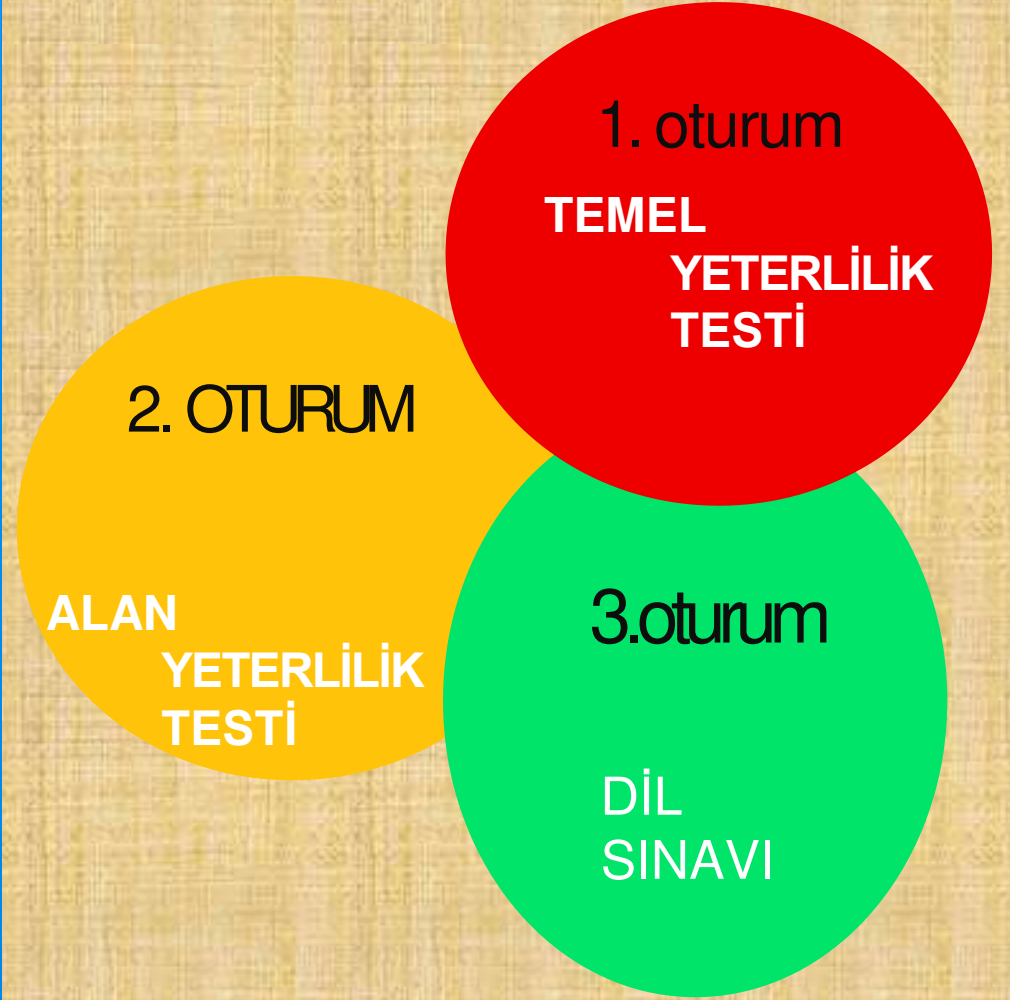 1. oturum
TEMEL
YETERLİLİK
TESTİ
2. OTURUM
ALAN
YETERLİLİK
TESTİ
3.oturum
DİL
SINAVI